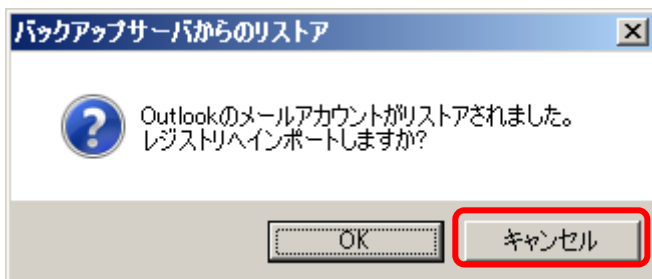 バックアップサーバからのリストア
Outlookのメールアカウントがリストアされました。
レジストリへインポートしますか?
OK
キャンセル